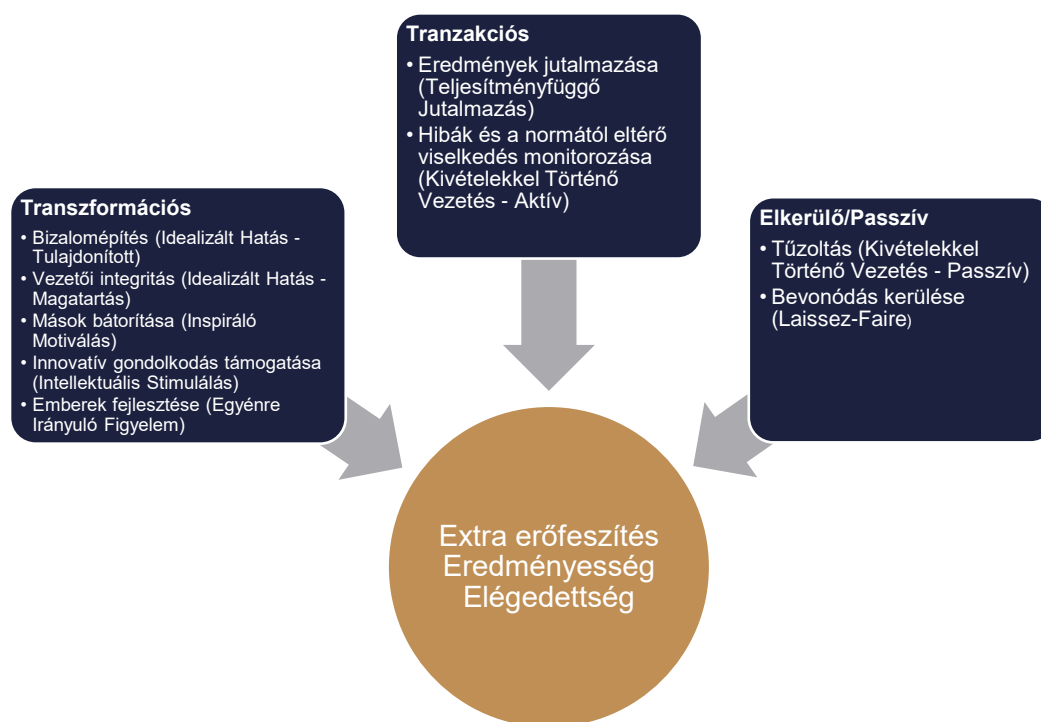 Tranzakciós
• Eredmények jutalmazása
(Teljesítményfüggő
Jutalmazás)
• Hibák és a normától eltérő
viselkedés monitorozása
(Kivételekkel Történő
Vezetés - Aktív)
Transzformációs
• Bizalomépítés (Idealizált Hatás -
Tulajdonított)
• Vezetői integritás (Idealizált Hatás -
Magatartás)
• Mások bátorítása (Inspiráló
Motiválás)
• Innovatív gondolkodás támogatása
(Intellektuális Stimulálás)
• Emberek fejlesztése (Egyénre
Irányuló Figyelem)
Elkerülő/Passzív
• Tűzoltás (Kivételekkel
Történő Vezetés - Passzív)
• Bevonódás kerülése
(Laissez-Faire)
Extra erőfeszítés
Eredményesség
Elégedettség